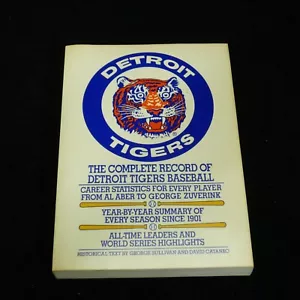 DETROIT
TIGERS
THE COMPLETE RECORD OF
DETROIT TIGERS BASEBALL
CAREER STATISTICS FOR EVERY PLAYER
FROM AL ABER TO GEORGE ZUVERINK
YEAR-BY-YEAR SUMMARY OF
EVERY SEASON SINCE 1901
ALL-TIME LEADERS AND
WORLD SERIES HIGHLIGHTS
HISTORICAL TEXT BY GEORGE SULLIVAN AND DAVID CATANEO